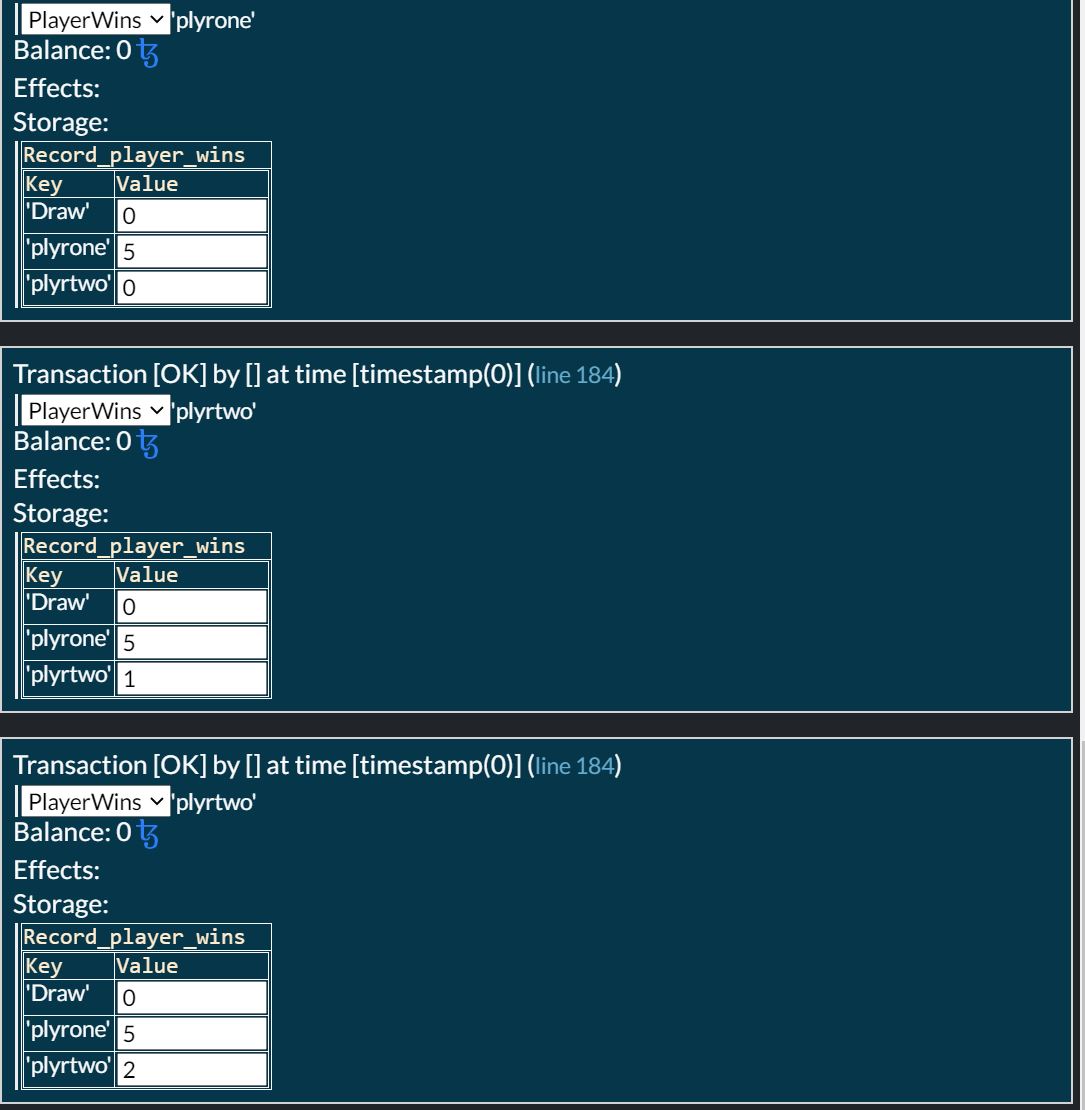 PlayerWins 'plyrone'
Balance: 0 ꜩ
Effects:
Storage:
Record_player_wins
Key Value
'Draw' 0
'plyrone' 5
'plyrtwo' 0
Transaction [OK] by [] at time [timestamp(0)] (line 184)
PlayerWins 'plyrtwo'
Balance: 0 ꜩ
Effects:
Storage:
Record_player_wins
Key Value
'Draw' 0
'plyrone' 5
'plyrtwo' 1
Transaction [OK] by [] at time [timestamp(0)] (line 184)
PlayerWins 'plyrtwo'
Balance: 0 ꜩ
Effects:
Storage:
Record_player_wins
Key Value
'Draw' 0
'plyrone' 5
'plyrtwo' 2